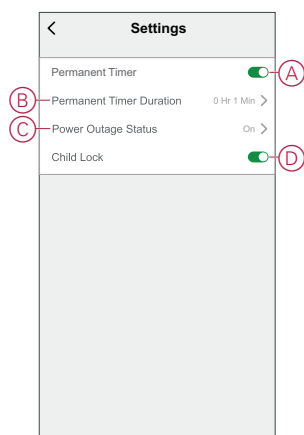 Settings
Permanent Timer A
B Permanent Timer Duration 0 Hr 1 Min
C Power Outage Status On
Child Lock D